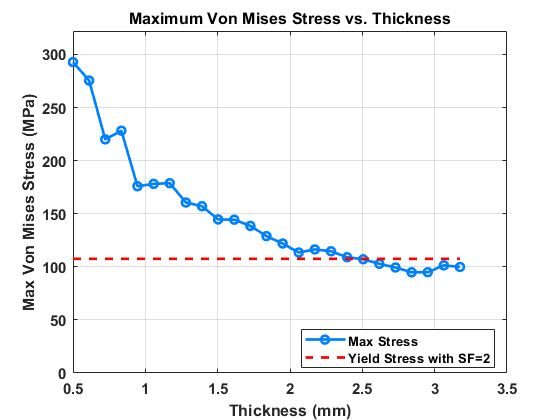 Maximum Von Mises Stress vs. Thickness
Max Von Mises Stress (MPa)
300
250
200
150
100
50
0
0.5 1 1.5 2 2.5 3 3.5
Thickness (mm)
Max Stress
Yield Stress with SF=2